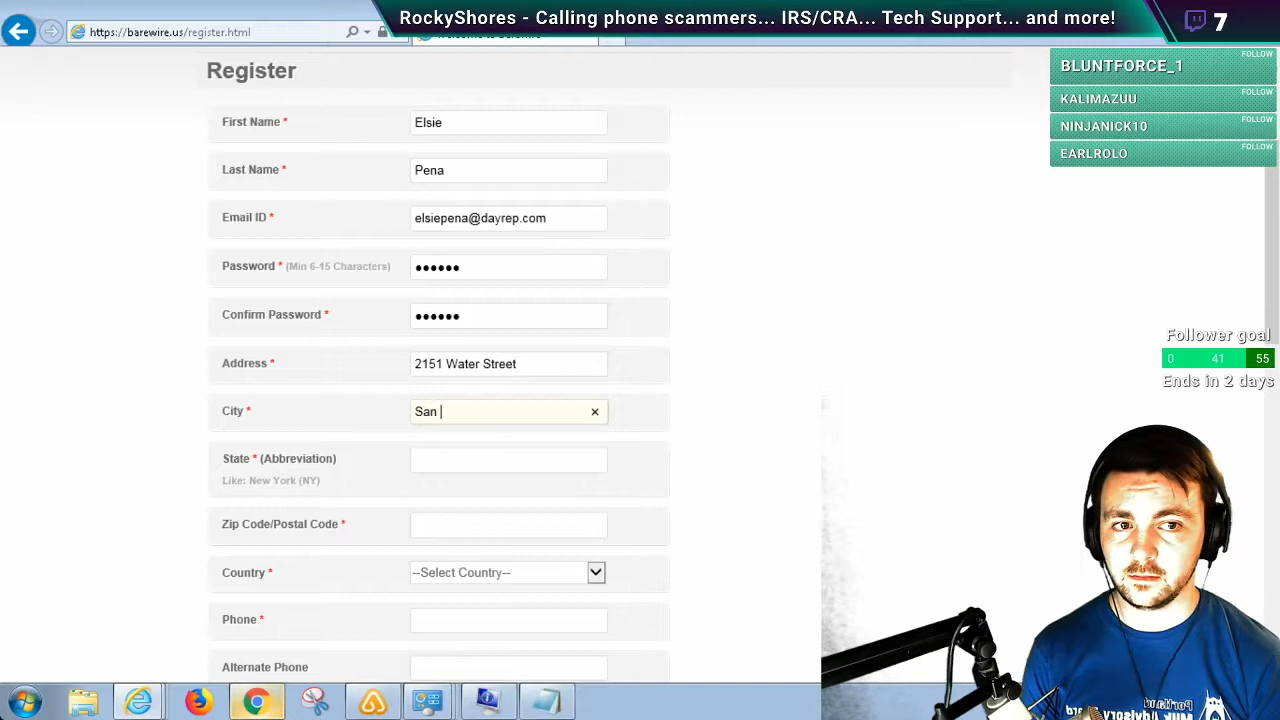 RockyShores - Calling phone scammers... IRS/CRA... Tech Support... and more!
7
https://barewire.us/register.html
Register
First Name *
Elsie
Last Name *
Pena
Email ID *
elsiepena@dayrep.com
Password * (Min 6-15 Characters)
••••••
Confirm Password *
••••••
Address *
2151 Water Street
City *
San
State * (Abbreviation)
Like: New York (NY)
Zip Code/Postal Code *
Country *
--Select Country--
Phone *
Alternate Phone
BLUNTFORCE_1 FOLLOW
KALIMAZUU FOLLOW
NINJANICK10 FOLLOW
EARLROLO FOLLOW
Follower goal
0 41 55
Ends in 2 days